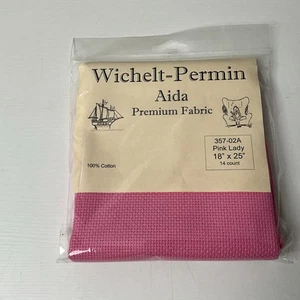 Wichelt-Permin
Aida
Premium Fabric
357-02A
Pink Lady
18" x 25"
14 count
100% Cotton